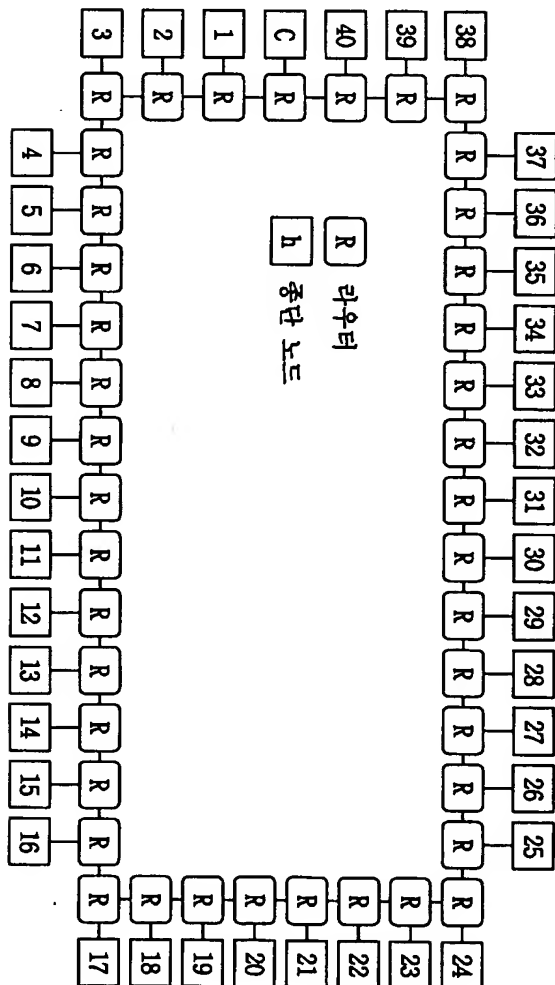 37 36 35 34 33 32 31 30 29 28 27 26 25
38 R R R R R R R R R R R R R R R 24
39 R R 23
40 R R 라우터 R 22
C R h 종단 노드 R 21
R 20
1 R R 19
2 R R 18
3 R R R R R R R R R R R R R R R 17
4 5 6 7 8 9 10 11 12 13 14 15 16